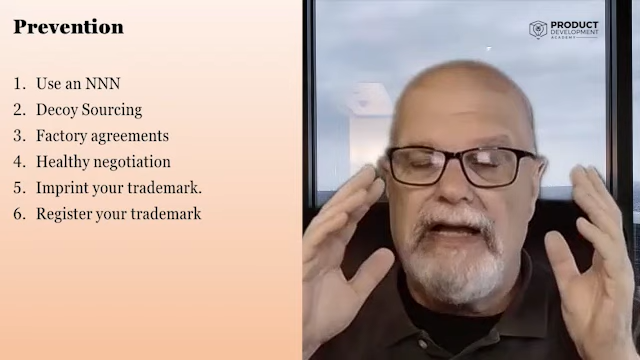 Prevention
1. Use an NNN
2. Decoy Sourcing
3. Factory agreements
4. Healthy negotiation
5. Imprint your trademark.
6. Register your trademark
PRODUCT
DEVELOPMENT
ACADEMY